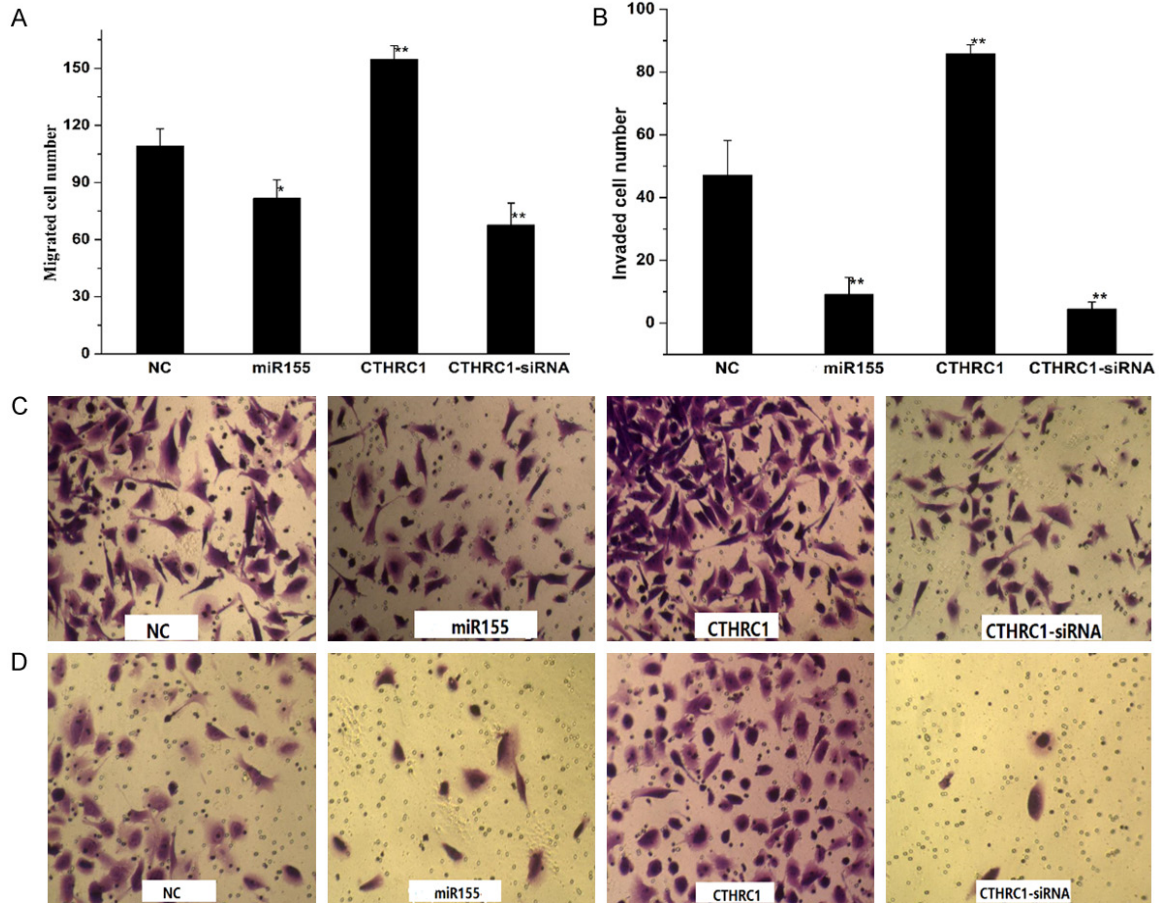 A
Migrated cell number
150
120
90
60
30
0
**
*
**
NC miR155 CTHRC1 CTHRC1-siRNA
B
Invaded cell number
100
80
60
40
20
0
**
**
**
NC miR155 CTHRC1 CTHRC1-siRNA
C
NC miR155 CTHRC1 CTHRC1-siRNA
D
NC miR155 CTHRC1 CTHRC1-siRNA